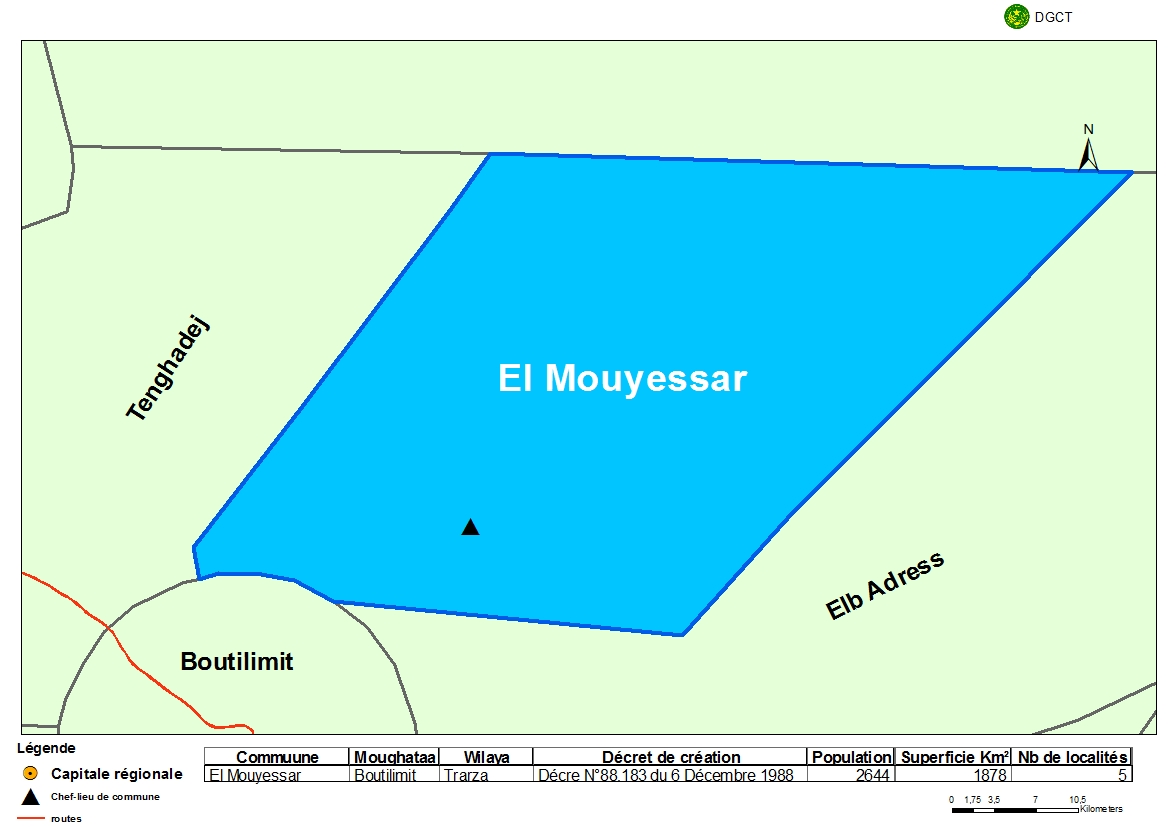 DGCT
N
El Mouyessar
Tenghadej
Elb Adress
Boutilimit
Légende
Capitale régionale
Chef-lieu de commune
routes
Commuune Moughataa Wilaya Décret de création Population Superficie Km² Nb de localités
El Mouyessar Boutilimit Trarza Décre N°88.183 du 6 Décembre 1988 2644 1878 5
0 1,75 3,5 7 10,5
Kilometers